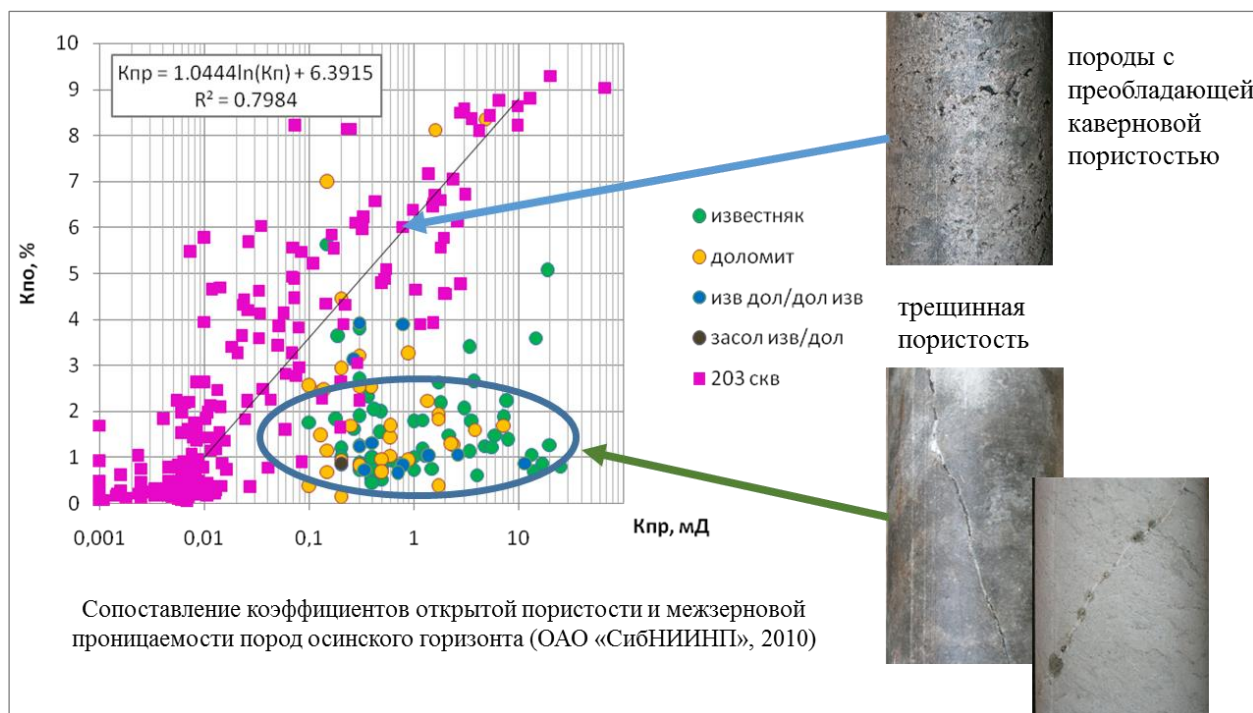 10
9
8
7
6
5
4
3
2
1
0
Кпо, %
Кпр = 1.0444ln(Кп) + 6.3915
R² = 0.7984
0,001
0,01
0,1
1
10
Кпр, мД
известняк
доломит
изв дол/дол изв
засол изв/дол
203 скв
породы с
преобладающей
каверновой
пористостью
трещинная
пористость
Сопоставление коэффициентов открытой пористости и межзерновой
проницаемости пород осинского горизонта (ОАО «СибНИИНП», 2010)